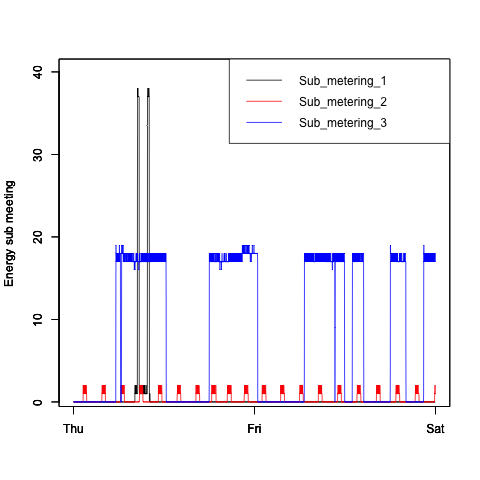 Sub_metering_1
Sub_metering_2
Sub_metering_3
Energy sub meeting
40
30
20
10
0
Thu
Fri
Sat